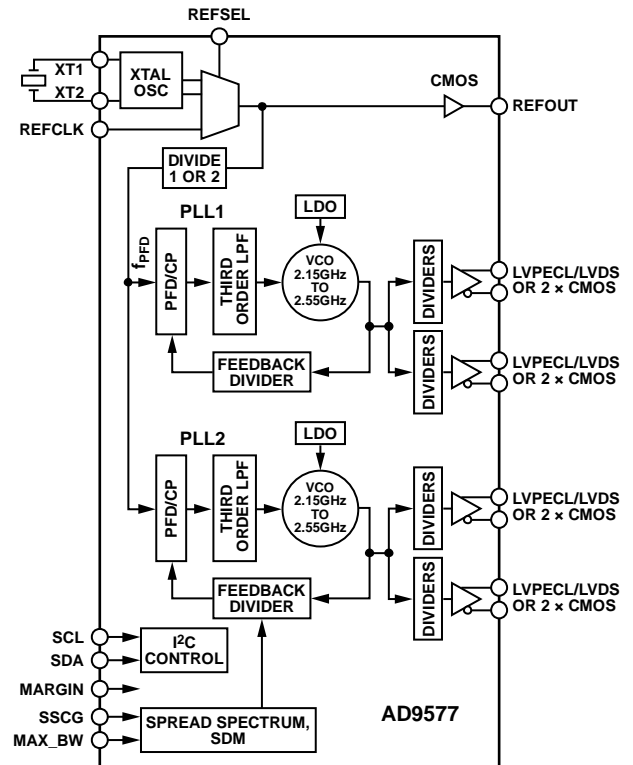 REFSEL
XT1
XTAL
OSC
XT2
REFCLK
CMOS
REFOUT
DIVIDE
1 OR 2
PLL1
LDO
fPFD
PFD/CP
THIRD
ORDER LPF
VCO
2.15GHz
TO
2.55GHz
DIVIDERS
LVPECL/LVDS
OR 2 × CMOS
FEEDBACK
DIVIDER
DIVIDERS
LVPECL/LVDS
OR 2 × CMOS
PLL2
LDO
PFD/CP
THIRD
ORDER LPF
VCO
2.15GHz
TO
2.55GHz
DIVIDERS
LVPECL/LVDS
OR 2 × CMOS
FEEDBACK
DIVIDER
DIVIDERS
LVPECL/LVDS
OR 2 × CMOS
SCL
SDA
I²C
CONTROL
MARGIN
SSCG
MAX_BW
SPREAD SPECTRUM,
SDM
AD9577